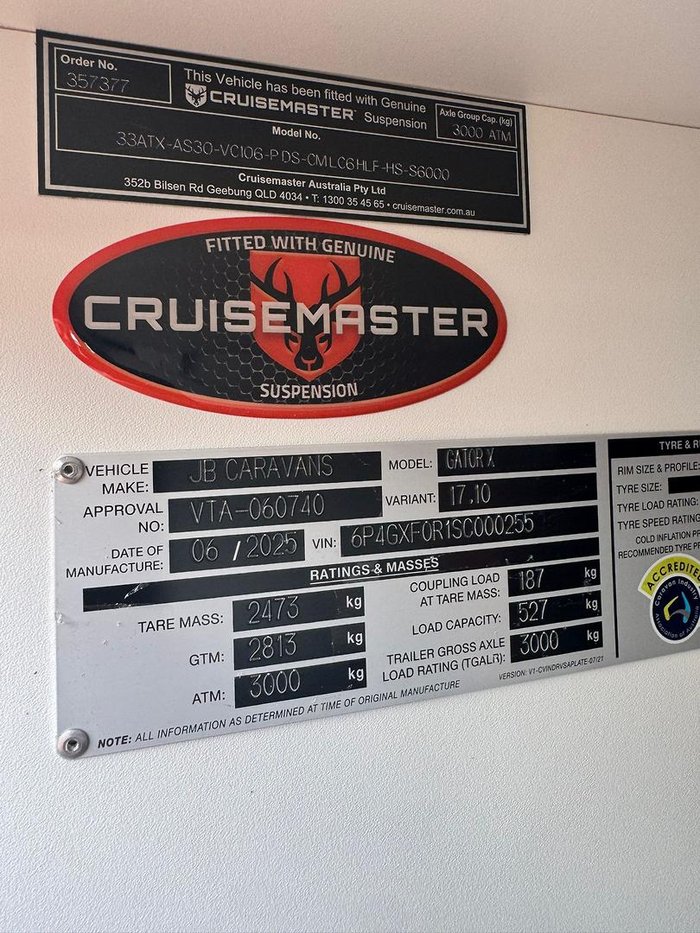 Order No.
357377
This Vehicle has been fitted with Genuine
CRUISEMASTER Suspension
Axle Group Cap. (kg)
3000 ATM
Model No.
33ATX-AS30-VC106-PDS-CMLC6HLF-HS-S6000
Cruisemaster Australia Pty Ltd
352b Bilsen Rd Geebung QLD 4034 • T: 1300 35 45 65 • cruisemaster.com.au
FITTED WITH GENUINE
CRUISEMASTER
SUSPENSION
VEHICLE MAKE: JB CARAVANS MODEL: GATOR X
APPROVAL NO: VTA-060740 VARIANT: 17,10
DATE OF MANUFACTURE: 06 / 2025 VIN: 6P4GXF0R1SC000255
RATINGS & MASSES
TARE MASS: 2473 kg COUPLING LOAD AT TARE MASS: 187 kg
GTM: 2813 kg LOAD CAPACITY: 527 kg
ATM: 3000 kg TRAILER GROSS AXLE LOAD RATING (TGALR): 3000 kg
NOTE: ALL INFORMATION AS DETERMINED AT TIME OF ORIGINAL MANUFACTURE
VERSION: V1-CVINDRVSAPLATE-07/21
TYRE &
RIM SIZE & PROFILE:
TYRE SIZE:
TYRE LOAD RATING:
TYRE SPEED RATING
COLD INFLATION
RECOMMENDED TYRE
ACCREDITE
Caravan Industry
Association of